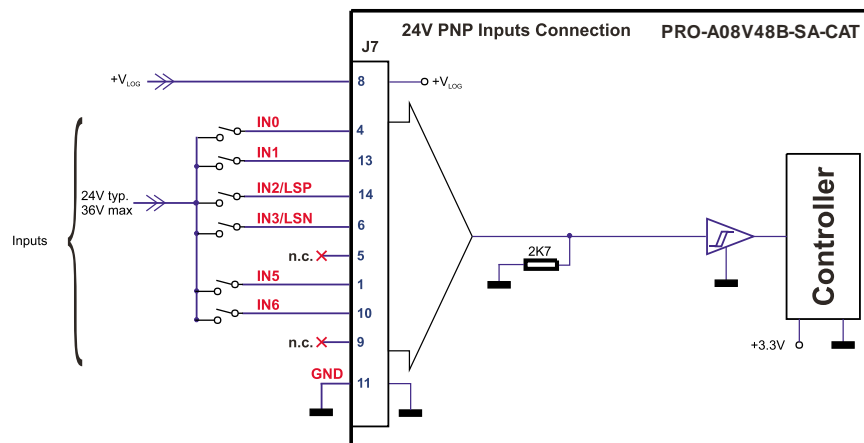 24V PNP Inputs Connection PRO-A08V48B-SA-CAT
J7
+VLOG 8 +VLOG
IN0 4
IN1 13
24V typ.
36V max
IN2/LSP 14
IN3/LSN 6
Inputs
n.c. 5
2K7
IN5 1
IN6 10
n.c. 9
GND 11
Controller
+3.3V